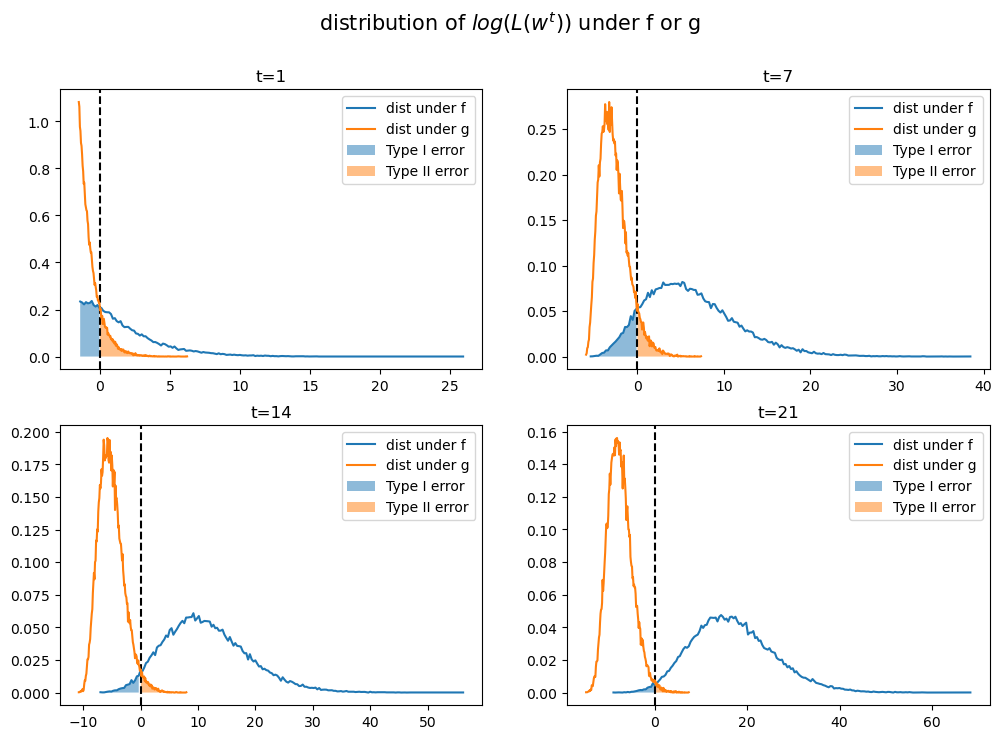 distribution of log(L(w^t)) under f or g
t=1
1.0
0.8
0.6
0.4
0.2
0.0
0 5 10 15 20 25
dist under f
dist under g
Type I error
Type II error
t=7
0.25
0.20
0.15
0.10
0.05
0.00
0 10 20 30 40
dist under f
dist under g
Type I error
Type II error
t=14
0.200
0.175
0.150
0.125
0.100
0.075
0.050
0.025
0.000
−10 0 10 20 30 40 50
dist under f
dist under g
Type I error
Type II error
t=21
0.16
0.14
0.12
0.10
0.08
0.06
0.04
0.02
0.00
0 20 40 60
dist under f
dist under g
Type I error
Type II error